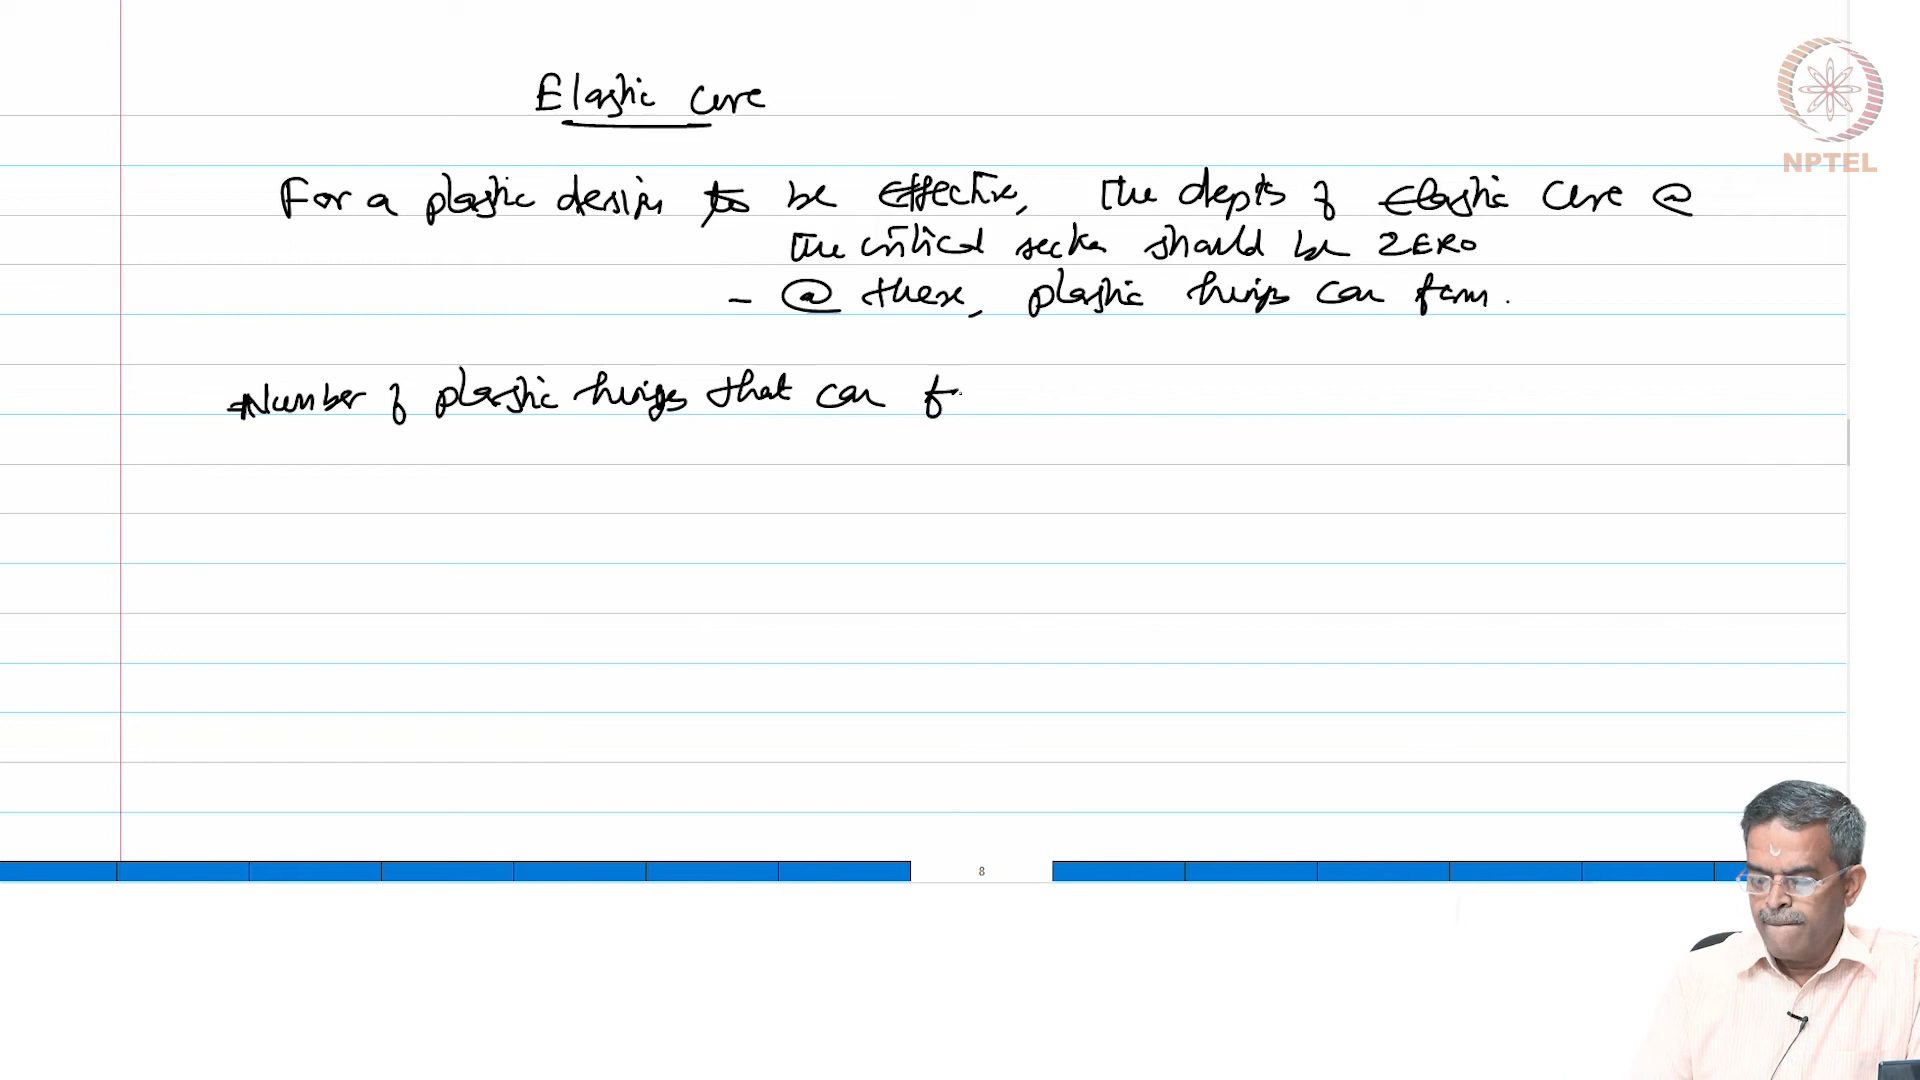 Elastic core
NPTEL
For a plastic design to be effective, the depth of elastic core @
the critical section should be ZERO
- @ these, plastic hinges can form.
Number of plastic hinges that can f
8